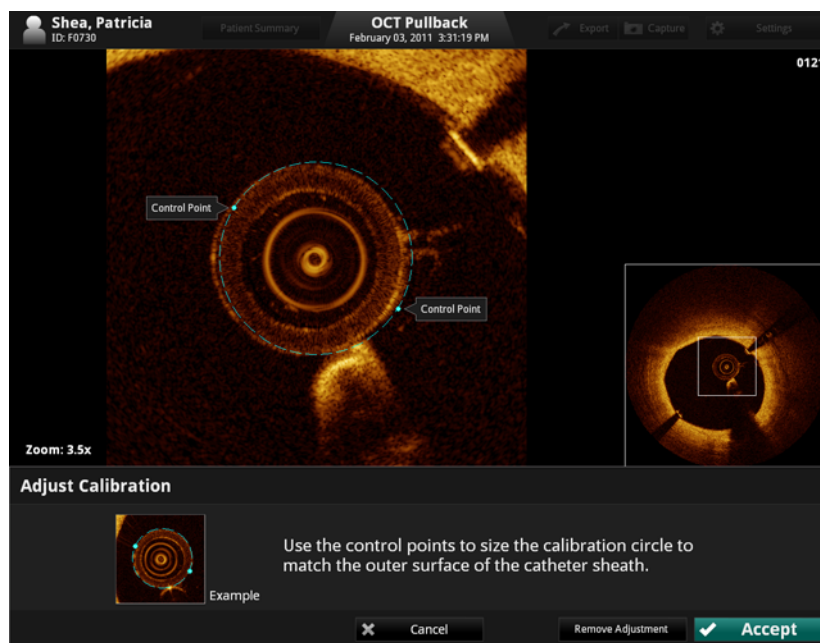 Shea, Patricia
ID: F0730
Patient Summary
OCT Pullback
February 03, 2011 3:31:19 PM
Export
Capture
Settings
0121
Control Point
Control Point
Zoom: 3.5x
Adjust Calibration
Use the control points to size the calibration circle to
match the outer surface of the catheter sheath.
Example
Cancel
Remove Adjustment
Accept